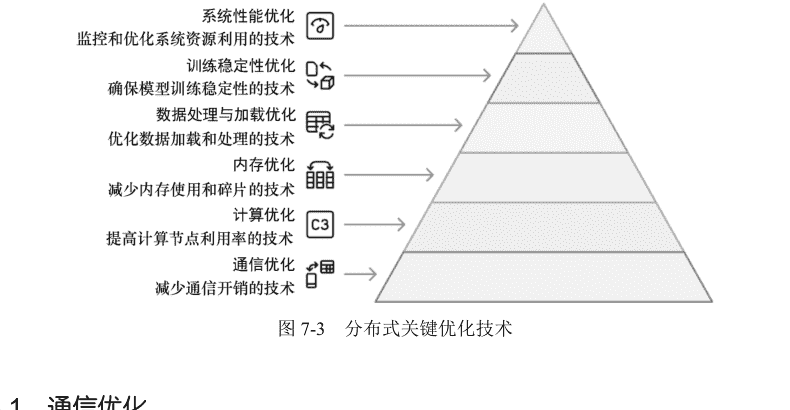 系统性能优化
监控和优化系统资源利用的技术
训练稳定性优化
确保模型训练稳定性的技术
数据处理与加载优化
优化数据加载和处理的技术
内存优化
减少内存使用和碎片的技术
计算优化
C3
提高计算节点利用率的技术
通信优化
减少通信开销的技术
图 7-3 分布式关键优化技术
1 通信优化